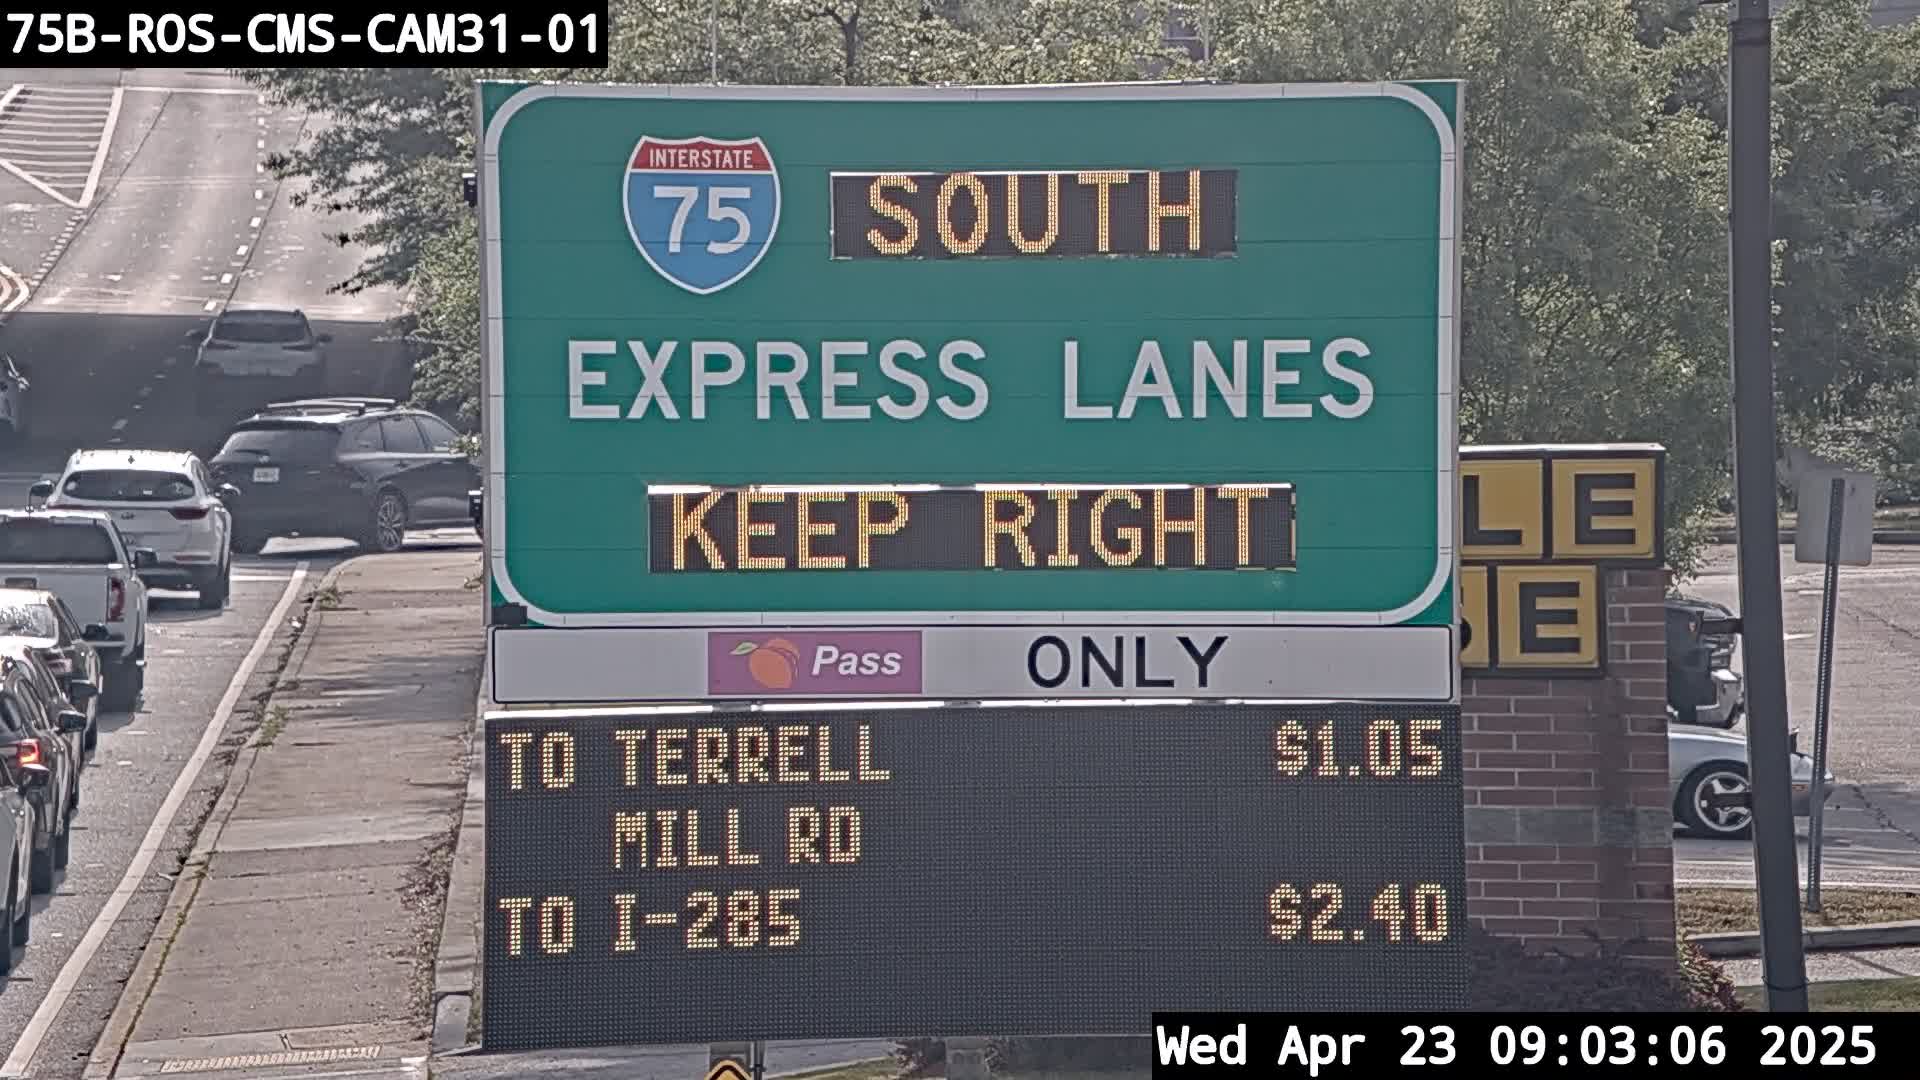 75B-ROS-CMS-CAM31-01
INTERSTATE
75
SOUTH
EXPRESS LANES
KEEP RIGHT
Pass ONLY
LE
E
TO TERRELL $1.05
MILL RD
TO I-285 $2.40
Wed Apr 23 09:03:06 2025